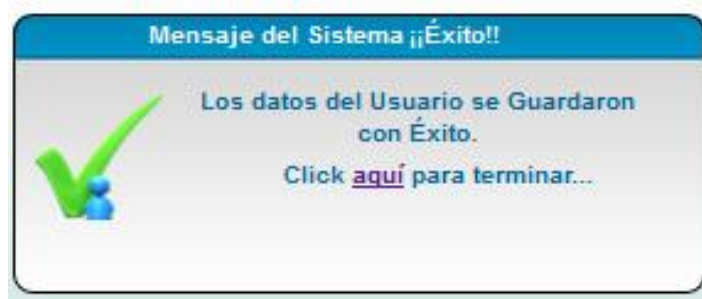 Mensaje del Sistema ¡¡Éxito!!
Los datos del Usuario se Guardaron
con Éxito.
Click aquí para terminar...